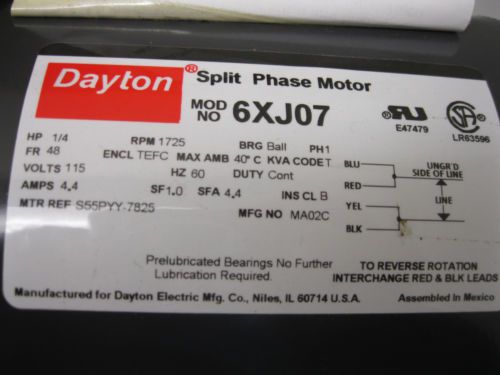 Dayton® Split Phase Motor
MOD NO 6XJ07
E47479
LR63596
HP 1/4 RPM 1725 BRG Ball PH1
FR 48 ENCL TEFC MAX AMB 40°C KVA CODE T
VOLTS 115 HZ 60 DUTY Cont
AMPS 4.4 SF1.0 SFA 4.4 INS CL B
MTR REF S55PYY-7825 MFG NO MA02C
BLU UNGR'D SIDE OF LINE
RED
YEL LINE
BLK
Prelubricated Bearings No Further
Lubrication Required.
TO REVERSE ROTATION
INTERCHANGE RED & BLK LEADS
Manufactured for Dayton Electric Mfg. Co., Niles, IL 60714 U.S.A. Assembled in Mexico